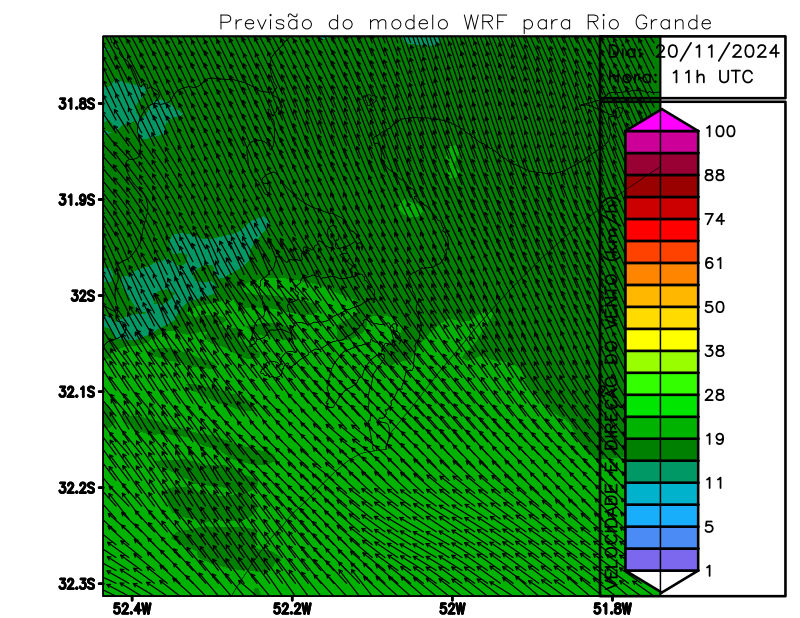 Previsão do modelo WRF para Rio Grande
Dia: 20/11/2024
Hora: 11h UTC
31.8S
31.9S
32S
32.1S
32.2S
32.3S
52.4W
52.2W
52W
51.8W
VELOCIDADE E DIREÇÃO DO VENTO (km/h)
100
88
74
61
50
38
28
19
11
5
1